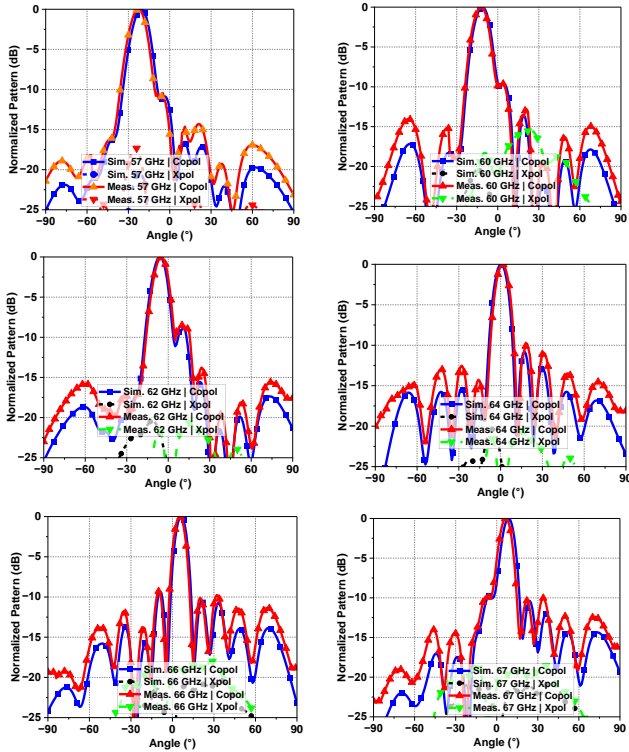 Normalized Pattern (dB)
0
−5
−10
−15
−20
−25
Sim. 57 GHz | Copol
Sim. 57 GHz | Xpol
Meas. 57 GHz | Copol
Meas. 57 GHz | Xpol
−90 −60 −30 0 30 60 90
Angle (°)
Normalized Pattern (dB)
0
−5
−10
−15
−20
−25
Sim. 60 GHz | Copol
Sim. 60 GHz | Xpol
Meas. 60 GHz | Copol
Meas. 60 GHz | Xpol
−90 −60 −30 0 30 60 90
Angle (°)
Normalized Pattern (dB)
0
−5
−10
−15
−20
−25
Sim. 62 GHz | Copol
Sim. 62 GHz | Xpol
Meas. 62 GHz | Copol
Meas. 62 GHz | Xpol
−90 −60 −30 0 30 60 90
Angle (°)
Normalized Pattern (dB)
0
−5
−10
−15
−20
−25
Sim. 64 GHz | Copol
Sim. 64 GHz | Xpol
Meas. 64 GHz | Copol
Meas. 64 GHz | Xpol
−90 −60 −30 0 30 60 90
Angle (°)
Normalized Pattern (dB)
0
−5
−10
−15
−20
−25
Sim. 66 GHz | Copol
Sim. 66 GHz | Xpol
Meas. 66 GHz | Copol
Meas. 66 GHz | Xpol
−90 −60 −30 0 30 60 90
Angle (°)
Normalized Pattern (dB)
0
−5
−10
−15
−20
−25
Sim. 67 GHz | Copol
Sim. 67 GHz | Xpol
Meas. 67 GHz | Copol
Meas. 67 GHz | Xpol
−90 −60 −30 0 30 60 90
Angle (°)